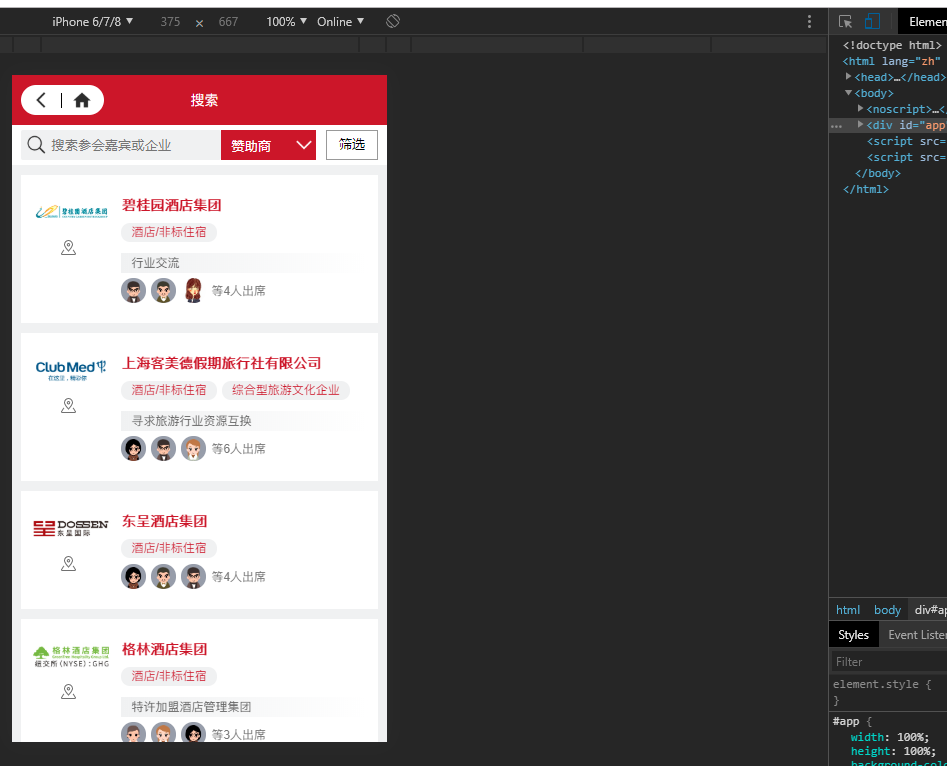 iPhone 6/7/8 ▼ 375 × 667 100% ▼ Online ▼
搜索
搜索参会嘉宾或企业 赞助商 筛选
碧桂园酒店集团
碧桂园酒店集团
酒店/非标住宿
行业交流
等4人出席
Club Med
在这里，精彩你
上海客美德假期旅行社有限公司
酒店/非标住宿 综合型旅游文化企业
寻求旅游行业资源互换
等6人出席
DOSSEN
东呈国际
东呈酒店集团
酒店/非标住宿
等4人出席
格林酒店集团
纽交所(NYSE):GHG
格林酒店集团
酒店/非标住宿
特许加盟酒店管理集团
等3人出席
Elemen
<!doctype html>
<html lang="zh"
<head>…</head>
<body>
<noscript>…<
<div id="app
<script src=
<script src=
</body>
</html>
html body div#ap
Styles Event Liste
Filter
element.style {
}
#app {
width: 100%;
height: 100%;
background-colo